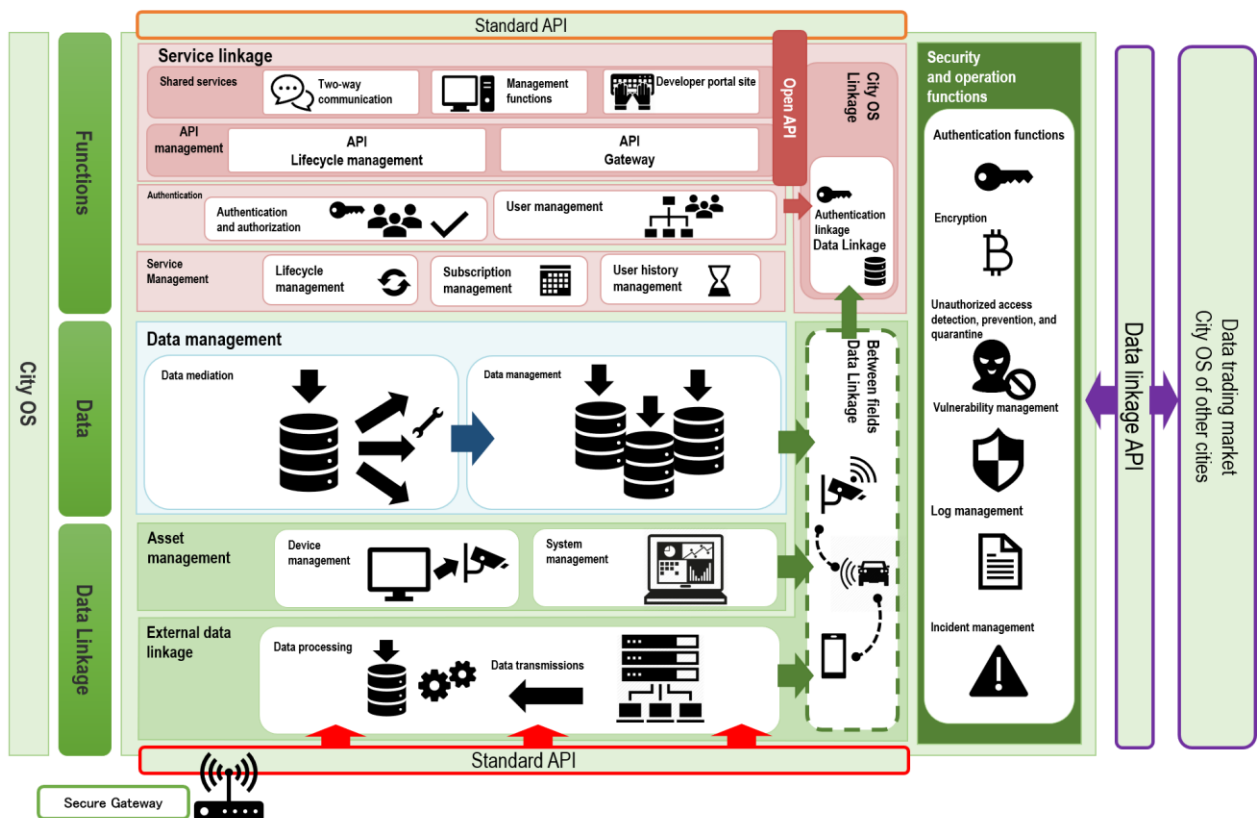 Standard API
City OS
Functions
Data
Data Linkage
Service linkage
Shared services
Two-way
communication
Management
functions
Developer portal site
API
management
API
Lifecycle management
API
Gateway
Open API
City OS
Linkage
Authentication
Authentication
and authorization
User management
Authentication
linkage
Data Linkage
Service
Management
Lifecycle
management
Subscription
management
User history
management
Data management
Data mediation
Data management
Between fields
Data Linkage
Asset
management
Device
management
System
management
External data
linkage
Data processing
Data transmissions
Standard API
Secure Gateway
Security
and operation
functions
Authentication functions
Encryption
Unauthorized access
detection, prevention, and
quarantine
Vulnerability management
Log management
Incident management
Data linkage API
Data trading market
City OS of other cities